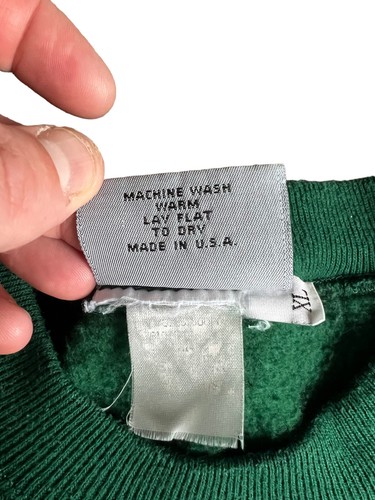 MACHINE WASH
WARM
LAY FLAT
TO DRY
MADE IN U.S.A.
XL